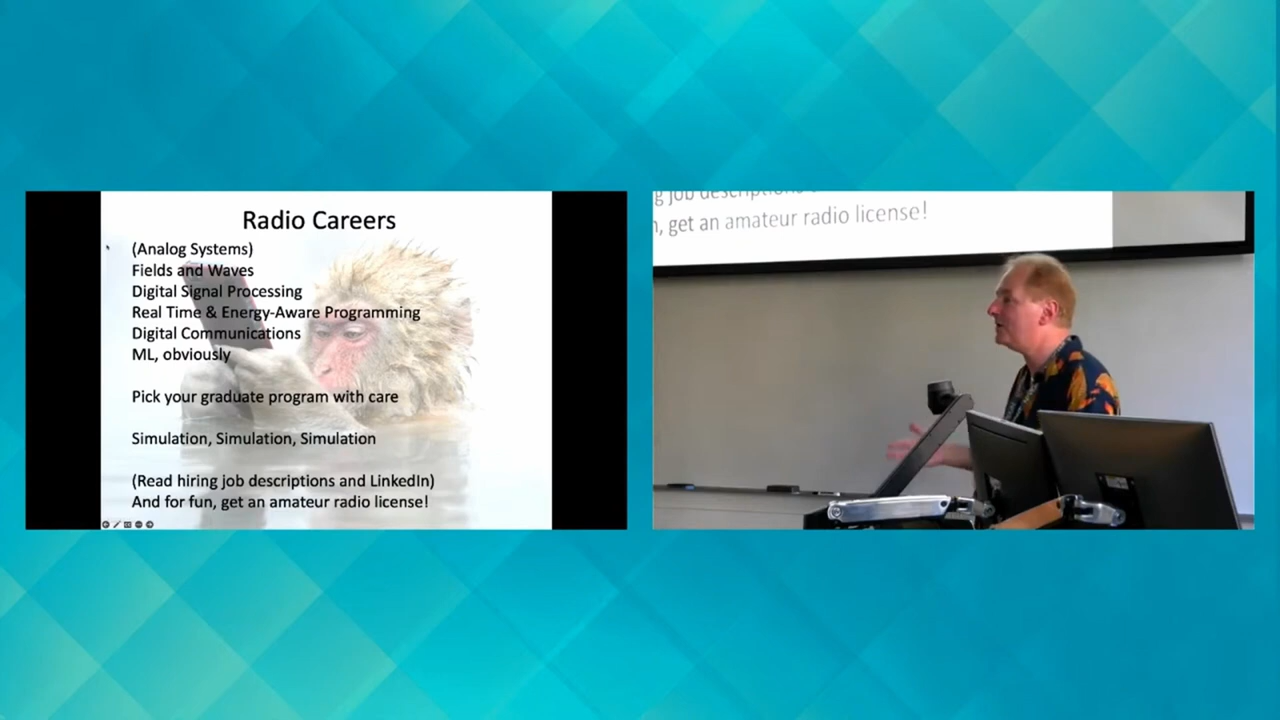 Radio Careers
(Analog Systems)
Fields and Waves
Digital Signal Processing
Real Time & Energy-Aware Programming
Digital Communications
ML, obviously
Pick your graduate program with care
Simulation, Simulation, Simulation
(Read hiring job descriptions and LinkedIn)
And for fun, get an amateur radio license!
job descriptions
, get an amateur radio license!